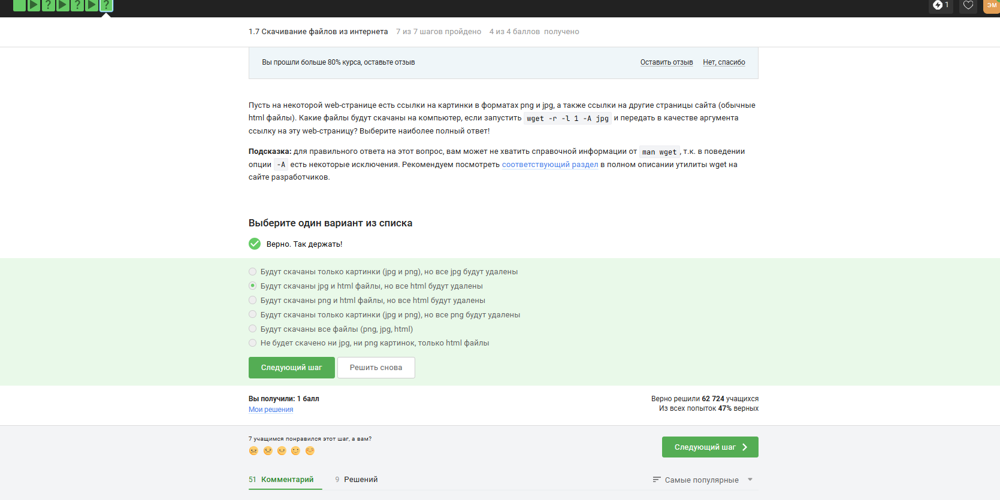 ? ? ?
1 ЭМ
1.7 Скачивание файлов из интернета 7 из 7 шагов пройдено 4 из 4 баллов получено
Вы прошли больше 80% курса, оставьте отзыв Оставить отзыв Нет, спасибо
Пусть на некоторой web-странице есть ссылки на картинки в форматах png и jpg, а также ссылки на другие страницы сайта (обычные
html файлы). Какие файлы будут скачаны на компьютер, если запустить wget -r -l 1 -A jpg и передать в качестве аргумента
ссылку на эту web-страницу? Выберите наиболее полный ответ!
Подсказка: для правильного ответа на этот вопрос, вам может не хватить справочной информации от man wget, т.к. в поведении
опции -A есть некоторые исключения. Рекомендуем посмотреть соответствующий раздел в полном описании утилиты wget на
сайте разработчиков.
Выберите один вариант из списка
Верно. Так держать!
Будут скачаны только картинки (jpg и png), но все jpg будут удалены
Будут скачаны jpg и html файлы, но все html будут удалены
Будут скачаны png и html файлы, но все html будут удалены
Будут скачаны только картинки (jpg и png), но все png будут удалены
Будут скачаны все файлы (png, jpg, html)
Не будет скачено ни jpg, ни png картинок, только html файлы
Следующий шаг Решить снова
Вы получили: 1 балл Верно решили 62 724 учащихся
Мои решения Из всех попыток 47% верных
7 учащимся понравился этот шаг, а вам?
Следующий шаг
51 Комментарий 9 Решений Самые популярные